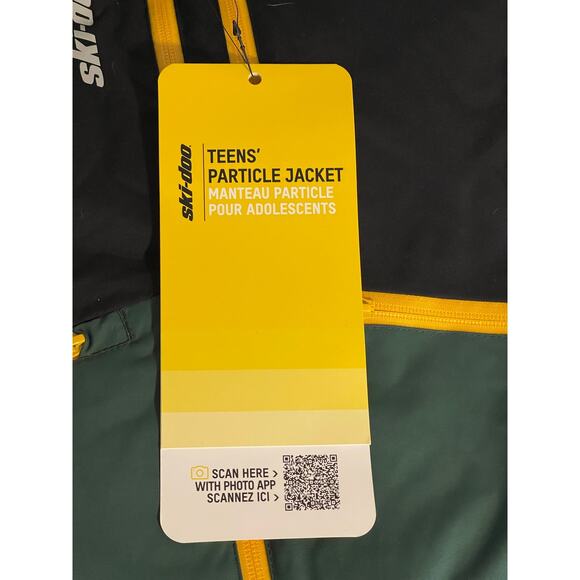 ski-doo
ski-doo
TEENS'
PARTICLE JACKET
MANTEAU PARTICLE
POUR ADOLESCENTS
SCAN HERE >
WITH PHOTO APP
SCANNEZ ICI >